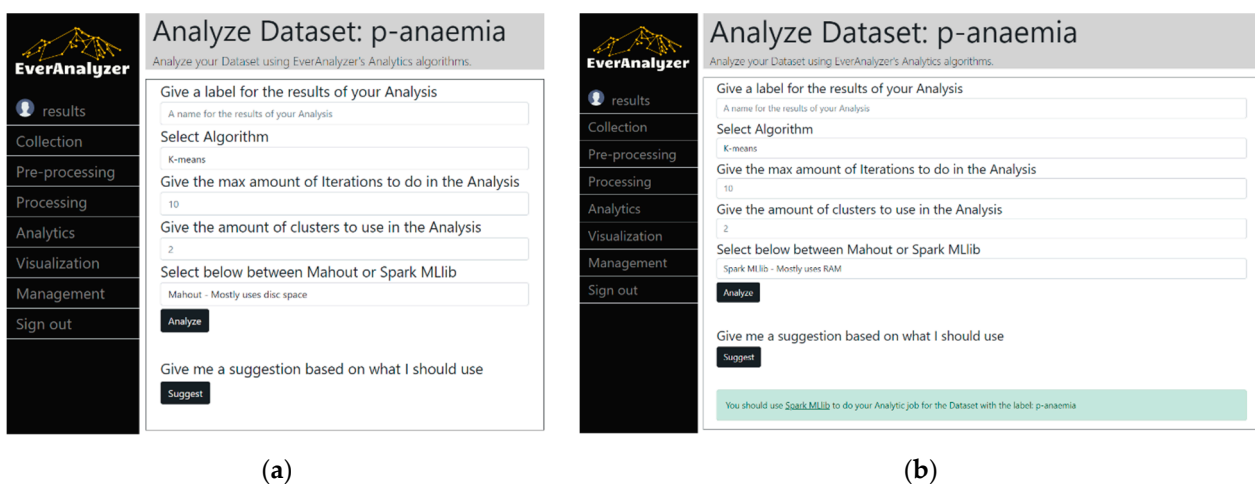 EverAnalyzer
results
Collection
Pre-processing
Processing
Analytics
Visualization
Management
Sign out
Analyze Dataset: p-anaemia
Analyze your Dataset using EverAnalyzer's Analytics algorithms.
Give a label for the results of your Analysis
A name for the results of your Analysis
Select Algorithm
K-means
Give the max amount of Iterations to do in the Analysis
10
Give the amount of clusters to use in the Analysis
2
Select below between Mahout or Spark MLlib
Mahout - Mostly uses disc space
Analyze
Give me a suggestion based on what I should use
Suggest
(a)
EverAnalyzer
results
Collection
Pre-processing
Processing
Analytics
Visualization
Management
Sign out
Analyze Dataset: p-anaemia
Analyze your Dataset using EverAnalyzer's Analytics algorithms.
Give a label for the results of your Analysis
A name for the results of your Analysis
Select Algorithm
K-means
Give the max amount of Iterations to do in the Analysis
10
Give the amount of clusters to use in the Analysis
2
Select below between Mahout or Spark MLlib
Spark MLlib - Mostly uses RAM
Analyze
Give me a suggestion based on what I should use
Suggest
You should use Spark MLlib to do your Analytic job for the Dataset with the label: p-anaemia
(b)